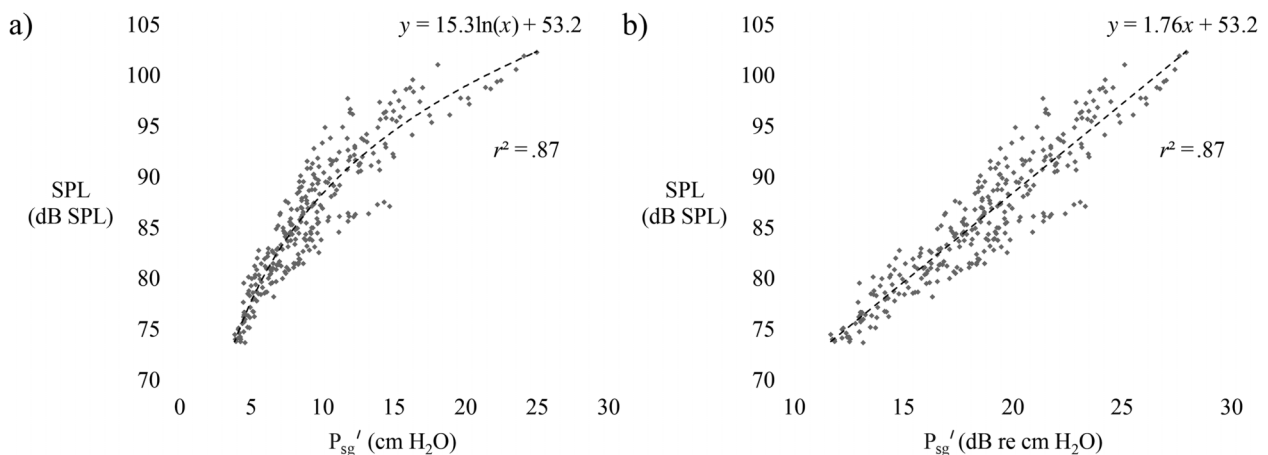 a)
y = 15.3ln(x) + 53.2
105
100
95
90
85
80
75
70
SPL
(dB SPL)
r² = .87
0 5 10 15 20 25 30
Psg′ (cm H2O)
b)
y = 1.76x + 53.2
105
100
95
90
85
80
75
70
SPL
(dB SPL)
r² = .87
10 15 20 25 30
Psg′ (dB re cm H2O)